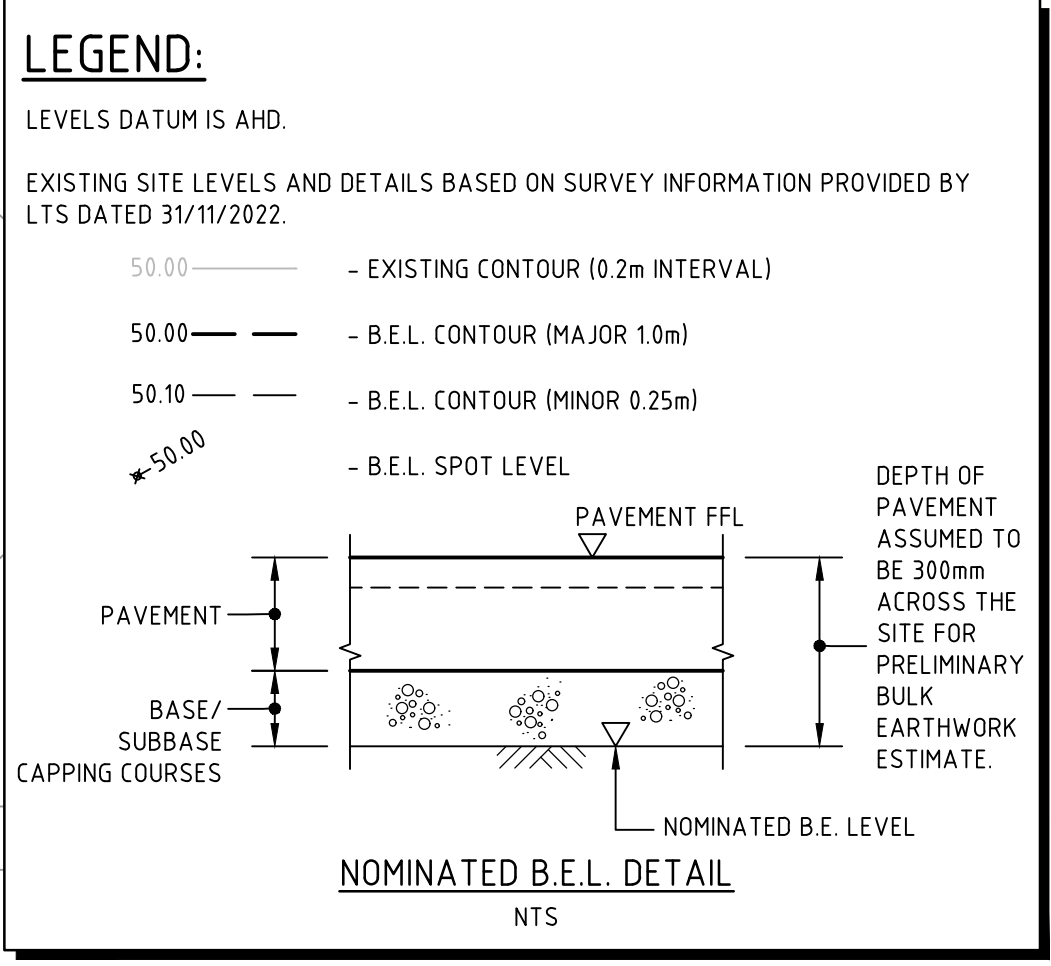 LEGEND:
LEVELS DATUM IS AHD.
EXISTING SITE LEVELS AND DETAILS BASED ON SURVEY INFORMATION PROVIDED BY
LTS DATED 31/11/2022.
50.00 - EXISTING CONTOUR (0.2m INTERVAL)
50.00 - B.E.L. CONTOUR (MAJOR 1.0m)
50.10 - B.E.L. CONTOUR (MINOR 0.25m)
50.00 - B.E.L. SPOT LEVEL
PAVEMENT FFL
PAVEMENT
BASE/
SUBBASE
CAPPING COURSES
DEPTH OF
PAVEMENT
ASSUMED TO
BE 300mm
ACROSS THE
SITE FOR
PRELIMINARY
BULK
EARTHWORK
ESTIMATE.
NOMINATED B.E. LEVEL
NOMINATED B.E.L. DETAIL
NTS